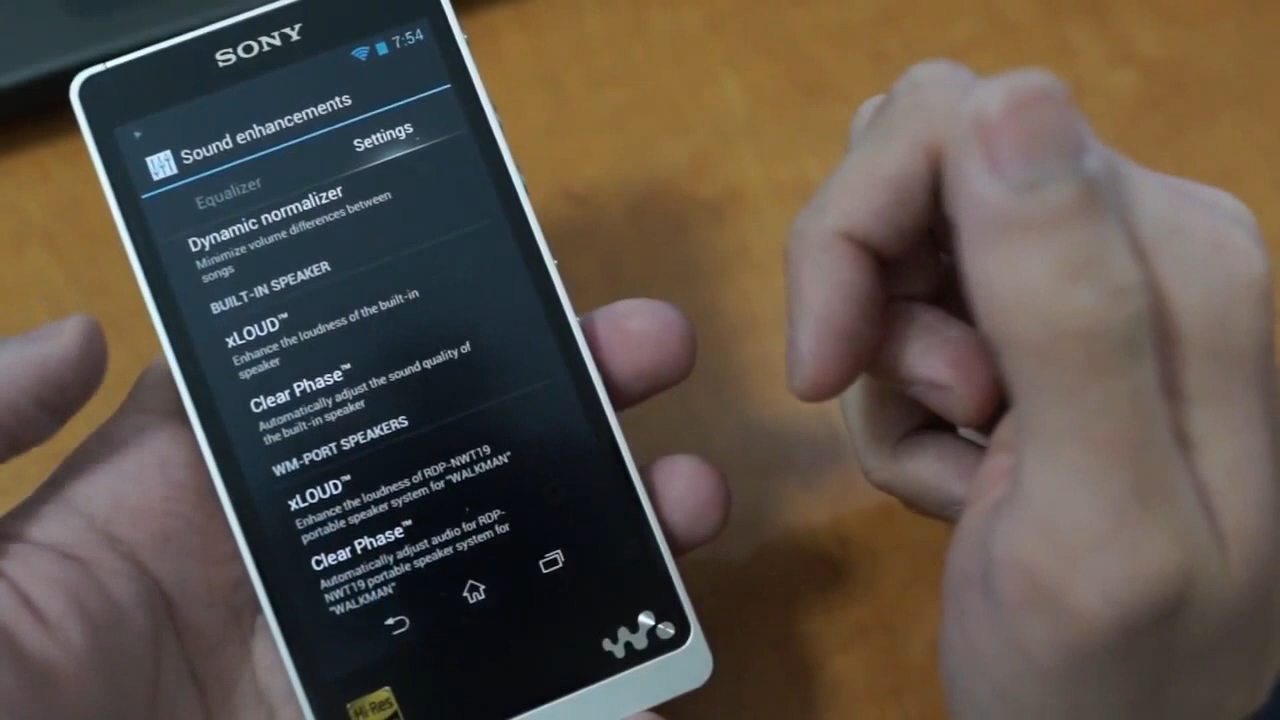 SONY
7:54
Sound enhancements
Equalizer
Settings
Dynamic normalizer
Minimize volume differences between
songs
BUILT-IN SPEAKER
xLOUD™
Enhance the loudness of the built-in
speaker
Clear Phase™
Automatically adjust the sound quality of
the built-in speaker
WM-PORT SPEAKERS
xLOUD™
Enhance the loudness of RDP-NWT19
portable speaker system for "WALKMAN"
Clear Phase™
Automatically adjust audio for RDP-
NWT19 portable speaker system for
"WALKMAN"
Hi-Res